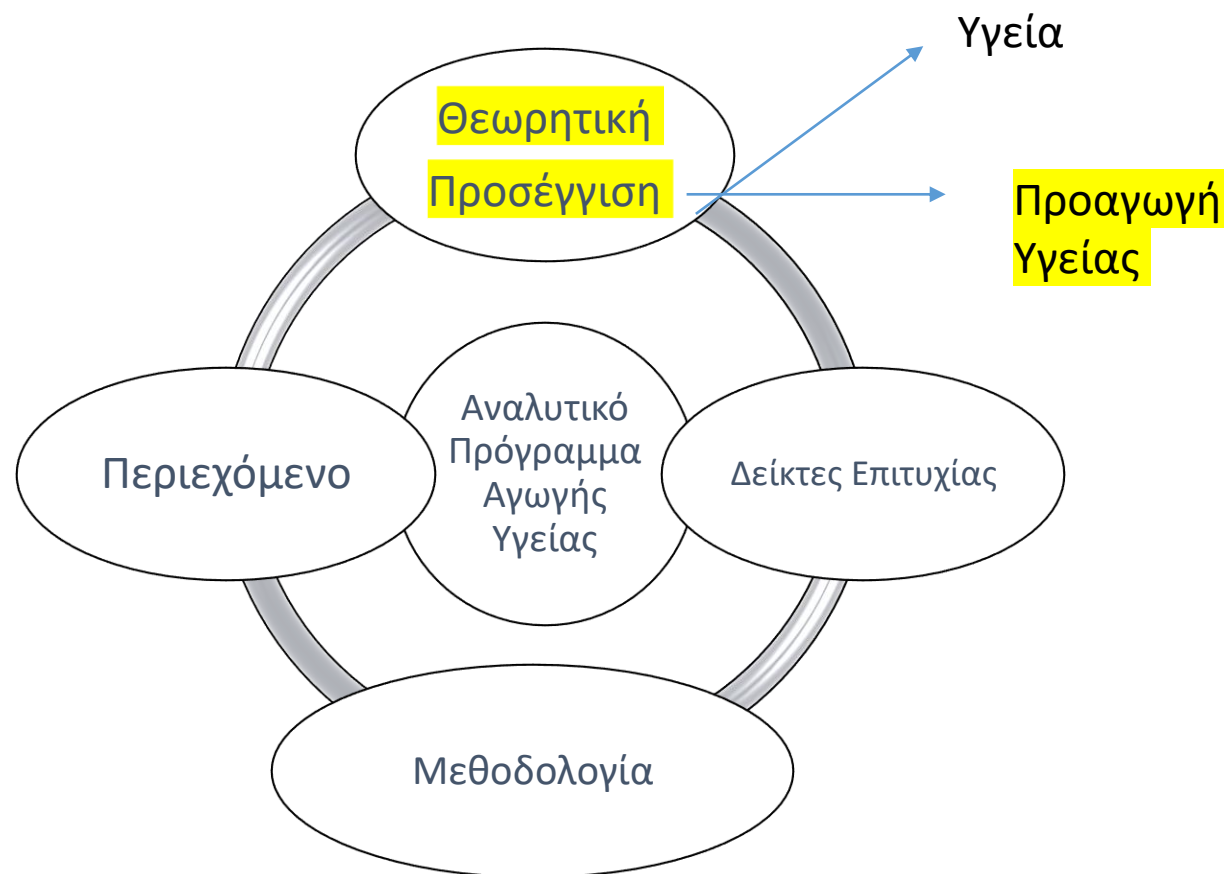 Υγεία
Θεωρητική
Προσέγγιση
Προαγωγή
Υγείας
Περιεχόμενο
Αναλυτικό
Πρόγραμμα
Αγωγής
Υγείας
Δείκτες Επιτυχίας
Μεθοδολογία